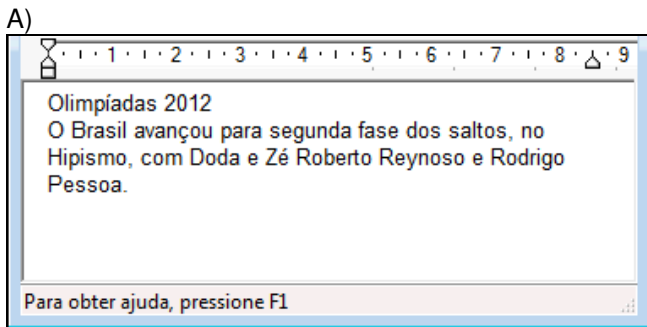 A)
1 2 3 4 5 6 7 8 9
Olimpíadas 2012
O Brasil avançou para segunda fase dos saltos, no
Hipismo, com Doda e Zé Roberto Reynoso e Rodrigo
Pessoa.
Para obter ajuda, pressione F1